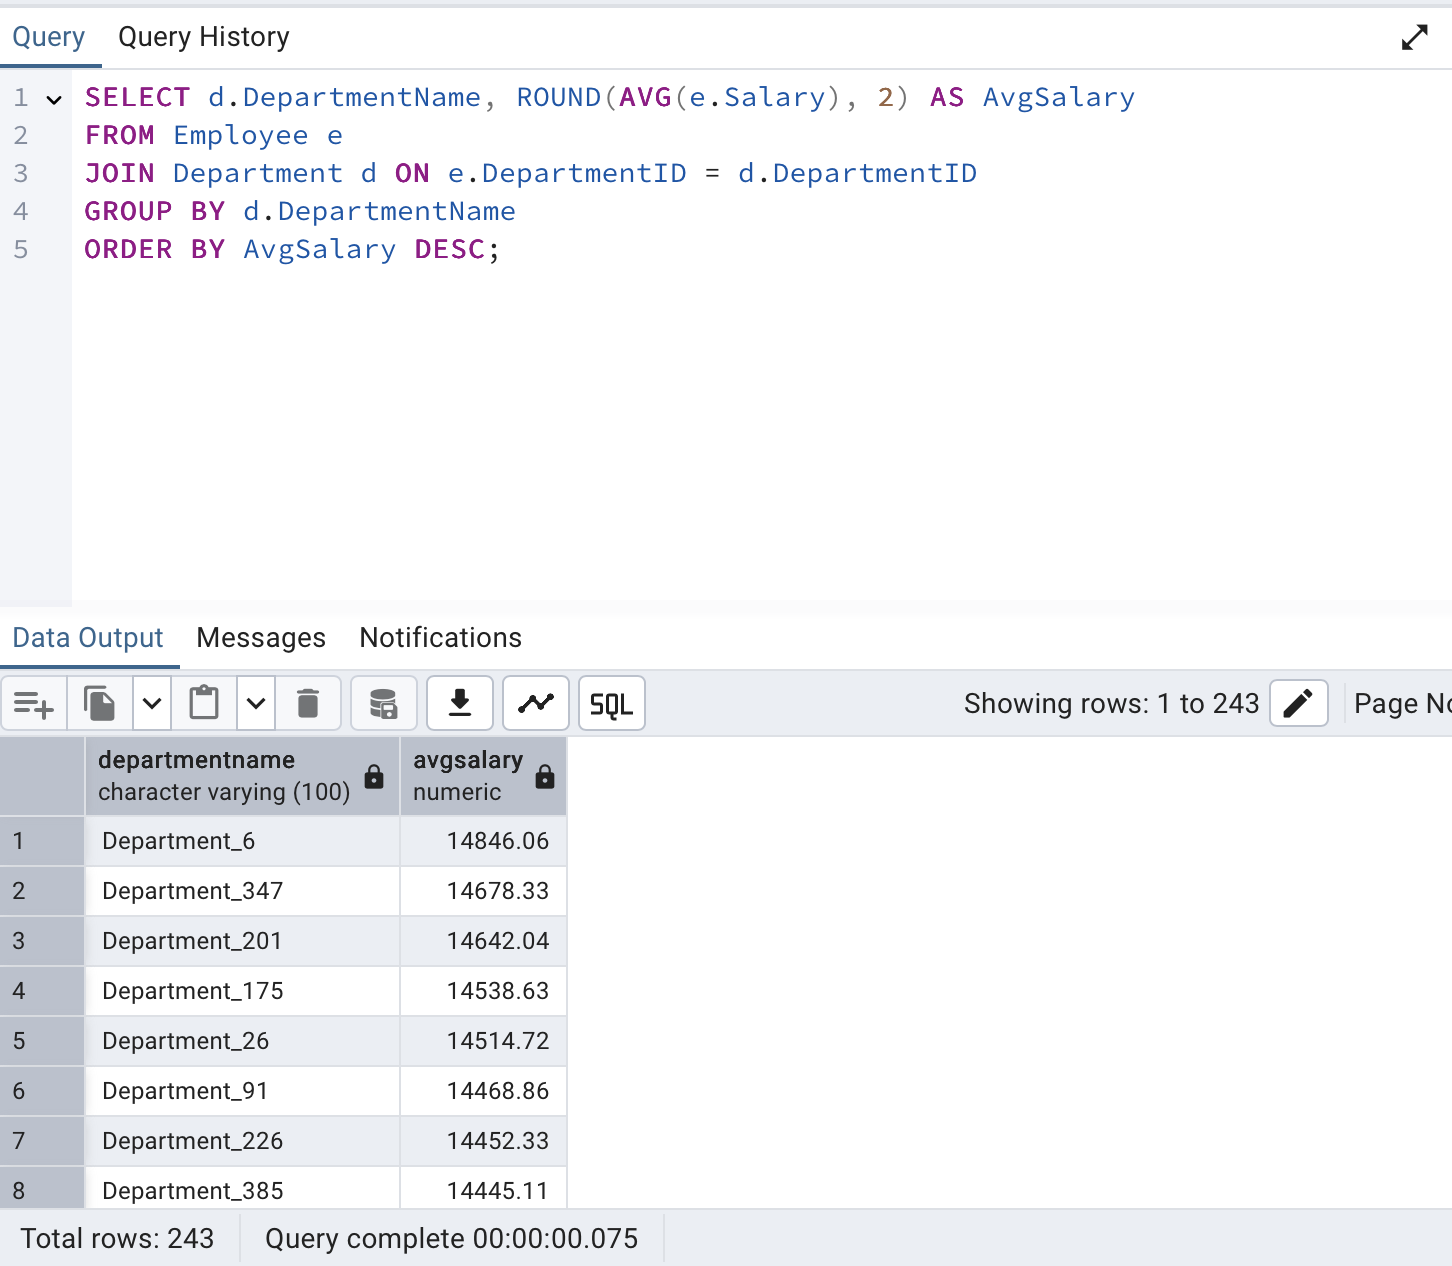 Query Query History
1 SELECT d.DepartmentName, ROUND(AVG(e.Salary), 2) AS AvgSalary
2 FROM Employee e
3 JOIN Department d ON e.DepartmentID = d.DepartmentID
4 GROUP BY d.DepartmentName
5 ORDER BY AvgSalary DESC;
Data Output Messages Notifications
SQL Showing rows: 1 to 243 Page No
departmentname avgsalary
character varying (100) numeric
1 Department_6 14846.06
2 Department_347 14678.33
3 Department_201 14642.04
4 Department_175 14538.63
5 Department_26 14514.72
6 Department_91 14468.86
7 Department_226 14452.33
8 Department_385 14445.11
Total rows: 243 Query complete 00:00:00.075